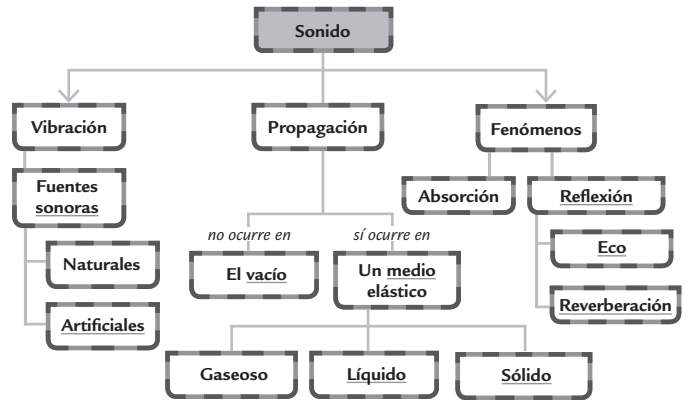 Sonido
Vibración
Propagación
Fenómenos
Fuentes
sonoras
Absorción
Reflexión
no ocurre en
sí ocurre en
Naturales
El vacío
Un medio
elástico
Eco
Artificiales
Reverberación
Gaseoso
Líquido
Sólido